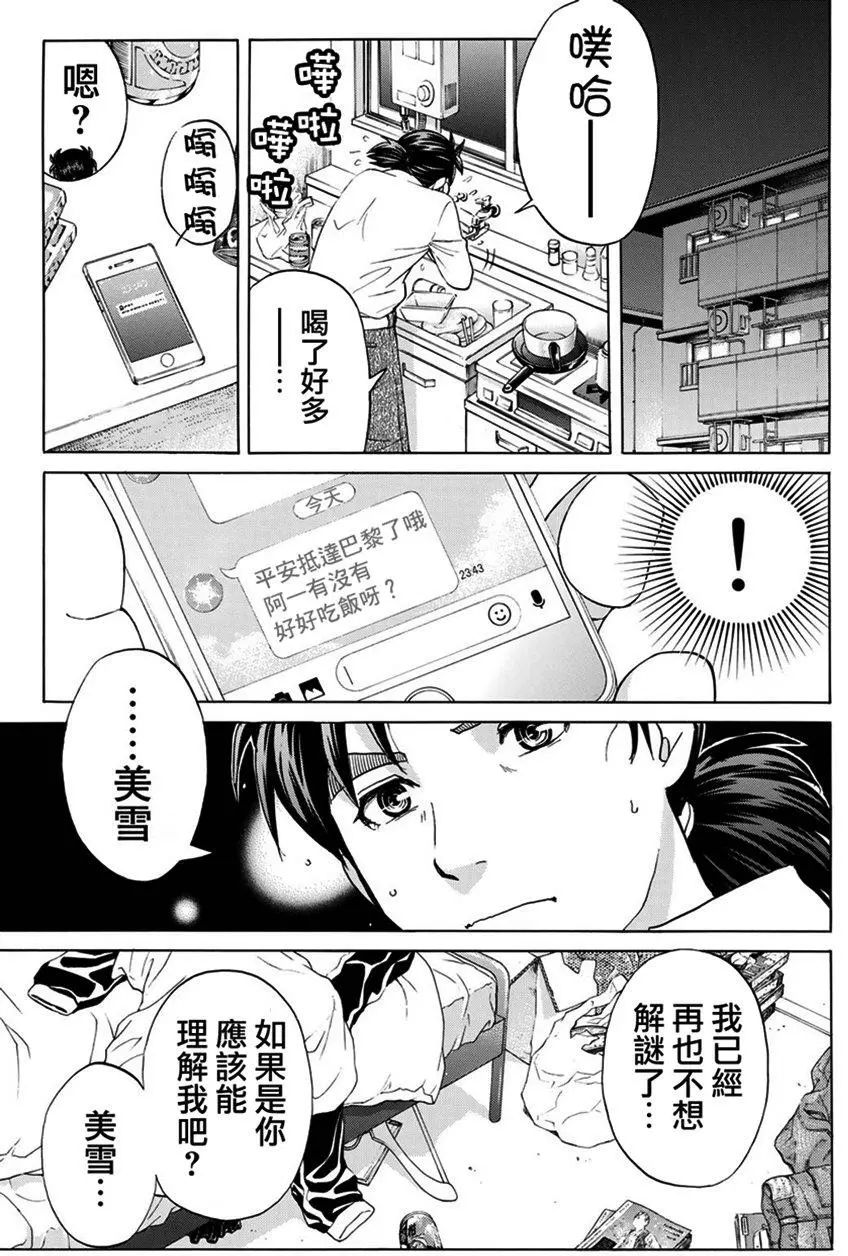 噗哈——
嘩啦
嘩啦
喝了好多
——…
嗯?
嗡
嗡
嗡
!
今天
平安抵達巴黎了哦
阿一有沒有
好好吃飯呀?
23:43
……美雪
我已經
再也不想
解謎了…
如果是你
應該能
理解我吧?
美雪…